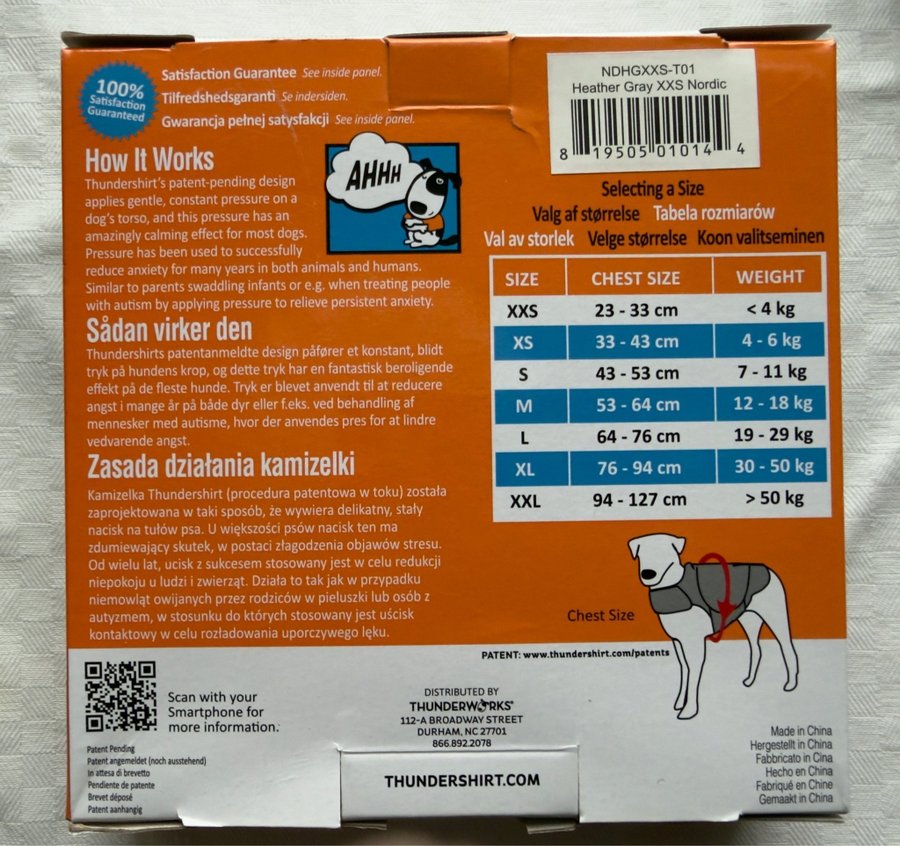 100%
Satisfaction
Guaranteed
Satisfaction Guarantee See inside panel.
Tilfredshedsgaranti Se indersiden.
Gwarancja pełnej satysfakcji See inside panel.
How It Works
Thundershirt's patent-pending design
applies gentle, constant pressure on a
dog's torso, and this pressure has an
amazingly calming effect for most dogs.
Pressure has been used to successfully
reduce anxiety for many years in both animals and humans.
Similar to parents swaddling infants or e.g. when treating people
with autism by applying pressure to relieve persistent anxiety.
AHHH
Sådan virker den
Thundershirts patentanmeldte design påfører et konstant, blidt
tryk på hundens krop, og dette tryk har en fantastisk beroligende
effekt på de fleste hunde. Tryk er blevet anvendt til at reducere
angst i mange år på både dyr eller f.eks. ved behandling af
mennesker med autisme, hvor der anvendes pres for at lindre
vedvarende angst.
Zasada działania kamizelki
Kamizelka Thundershirt (procedura patentowa w toku) została
zaprojektowana w taki sposób, że wywiera delikatny, stały
nacisk na tułów psa. U większości psów nacisk ten ma
zdumiewający skutek, w postaci złagodzenia objawów stresu.
Od wielu lat, ucisk z sukcesem stosowany jest w celu redukcji
niepokoju u ludzi i zwierząt. Działa to tak jak w przypadku
niemowląt owijanych przez rodziców w pieluszki lub osób z
autyzmem, w stosunku do których stosowany jest uścisk
kontaktowy w celu rozładowania uporczywego lęku.
NDHGXXS-T01
Heather Gray XXS Nordic
8 19505 01014 4
Selecting a Size
Valg af størrelse Tabela rozmiarów
Val av storlek Velge størrelse Koon valitseminen
SIZE CHEST SIZE WEIGHT
XXS 23 - 33 cm < 4 kg
XS 33 - 43 cm 4 - 6 kg
S 43 - 53 cm 7 - 11 kg
M 53 - 64 cm 12 - 18 kg
L 64 - 76 cm 19 - 29 kg
XL 76 - 94 cm 30 - 50 kg
XXL 94 - 127 cm > 50 kg
Chest Size
PATENT: www.thundershirt.com/patents
Scan with your
Smartphone for
more information.
Patent Pending
Patent angemeldet (noch ausstehend)
In attesa di brevetto
Pendiente de patente
Brevet déposé
Patent aanhangig
DISTRIBUTED BY
THUNDERWORKS®
112-A BROADWAY STREET
DURHAM, NC 27701
866.892.2078
THUNDERSHIRT.COM
Made in China
Hergestellt in China
Fabbricato in Cina
Hecho en China
Fabriqué en Chine
Gemaakt in China